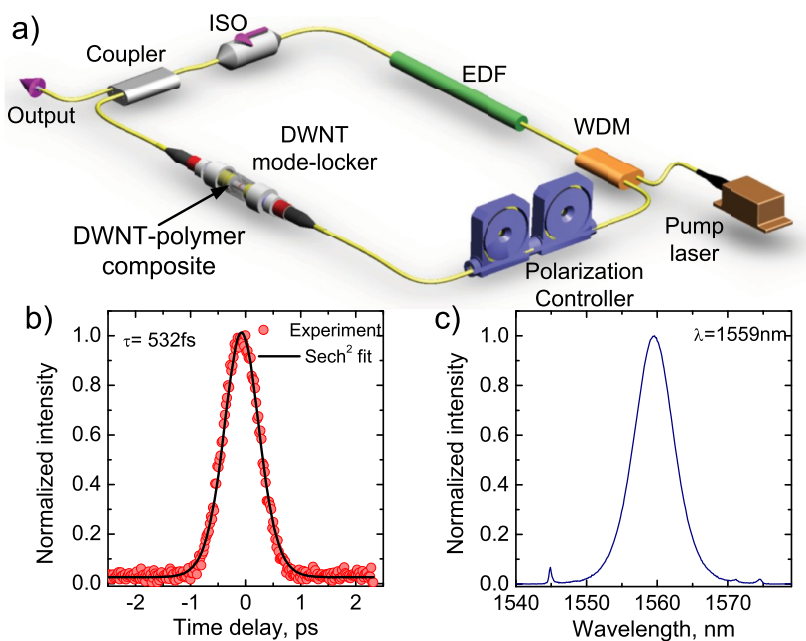 a)
ISO
Coupler
EDF
Output
WDM
DWNT
mode-locker
DWNT-polymer
composite
Pump
laser
Polarization
Controller
b)
τ= 532fs
Experiment
Sech² fit
Normalized intensity
1.0
0.8
0.6
0.4
0.2
0.0
-2 -1 0 1 2
Time delay, ps
c)
λ=1559nm
Normalized intensity
1.0
0.8
0.6
0.4
0.2
0.0
1540 1550 1560 1570
Wavelength, nm